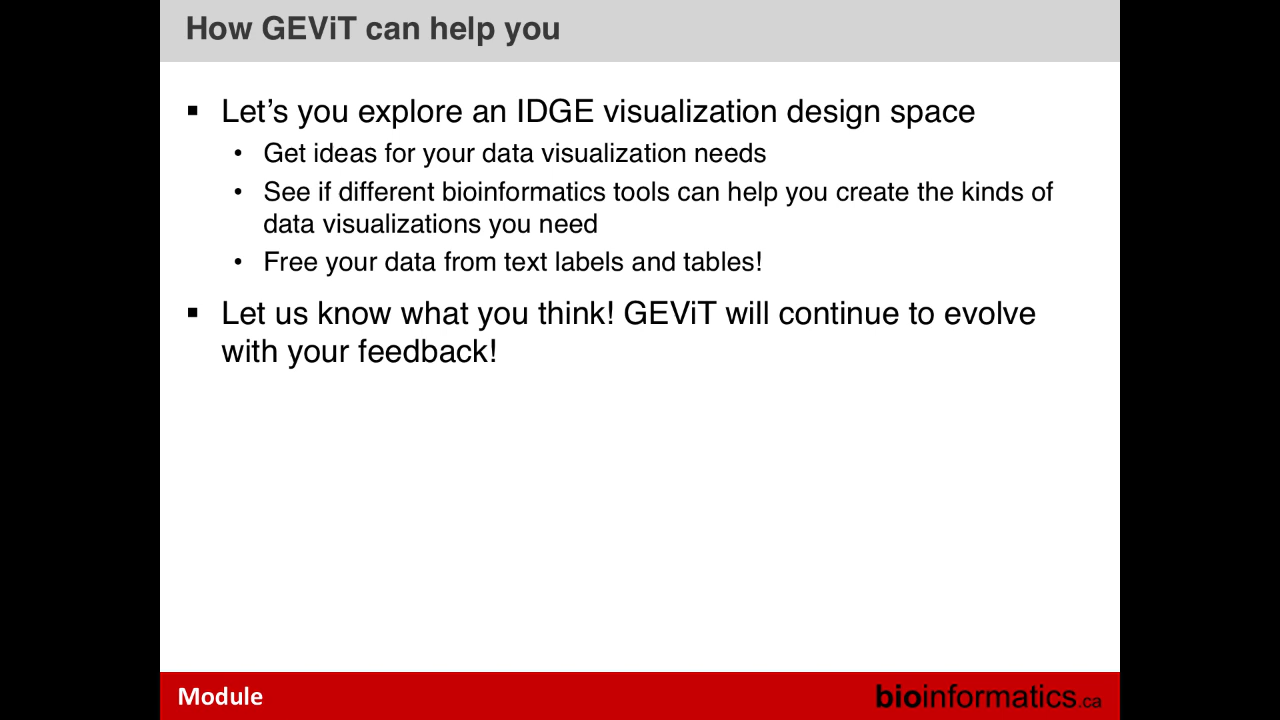 How GEViT can help you
▪ Let's you explore an IDGE visualization design space
• Get ideas for your data visualization needs
• See if different bioinformatics tools can help you create the kinds of
data visualizations you need
• Free your data from text labels and tables!
▪ Let us know what you think! GEViT will continue to evolve
with your feedback!
Module
bioinformatics.ca